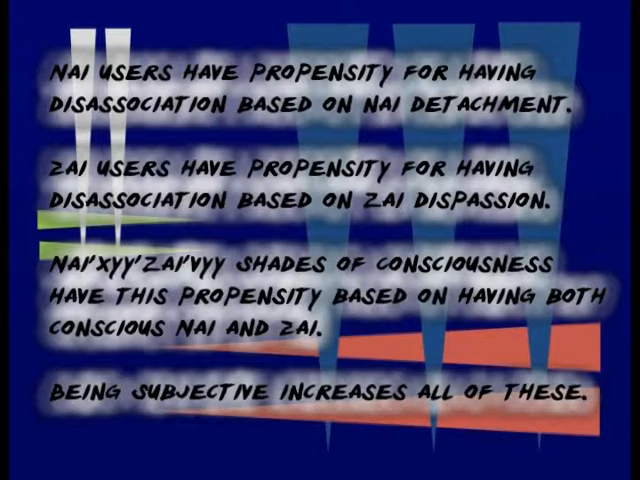 NAI USERS HAVE PROPENSITY FOR HAVING
DISASSOCIATION BASED ON NAI DETACHMENT.
ZAI USERS HAVE PROPENSITY FOR HAVING
DISASSOCIATION BASED ON ZAI DISPASSION.
NAI'XYY'ZAI'VYY SHADES OF CONSCIOUSNESS
HAVE THIS PROPENSITY BASED ON HAVING BOTH
CONSCIOUS NAI AND ZAI.
BEING SUBJECTIVE INCREASES ALL OF THESE.